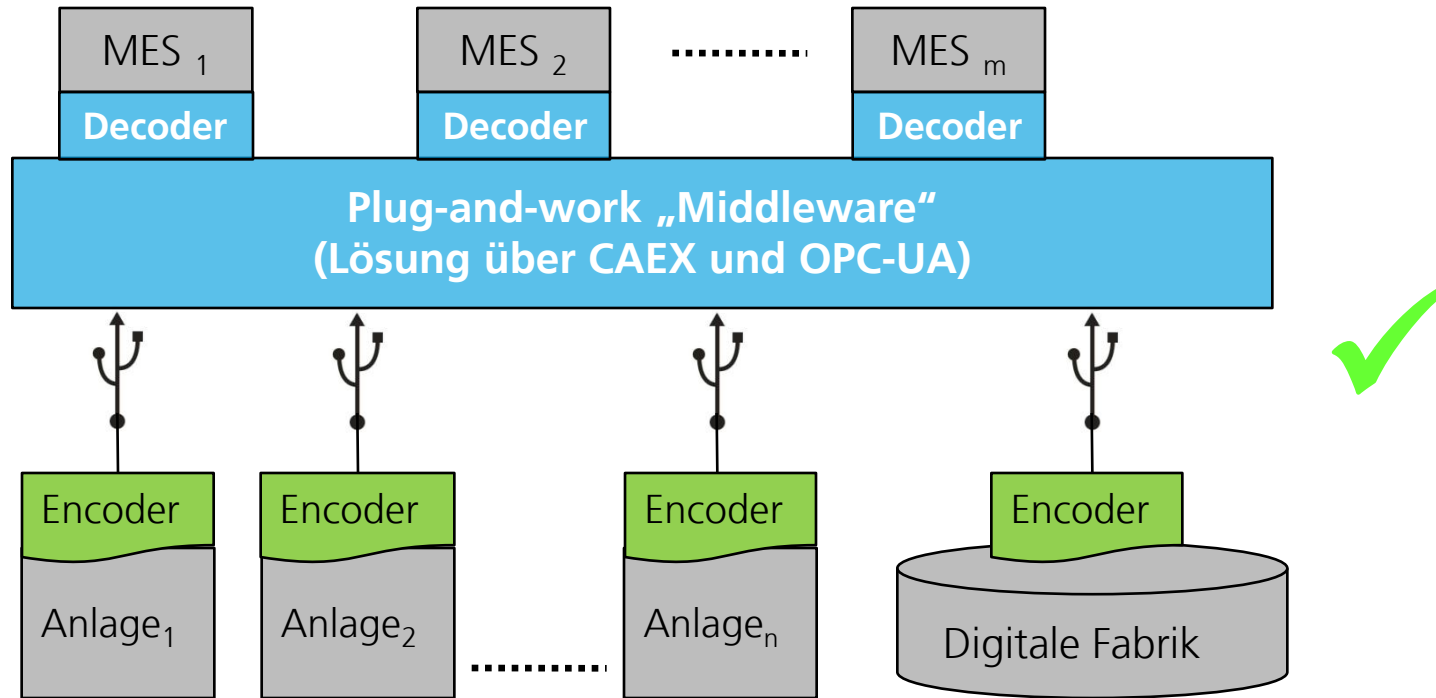 MES 1
MES 2
MES m
Decoder
Decoder
Decoder
Plug-and-work „Middleware“
(Lösung über CAEX und OPC-UA)
Encoder
Encoder
Encoder
Encoder
Anlage1
Anlage2
Anlagen
Digitale Fabrik